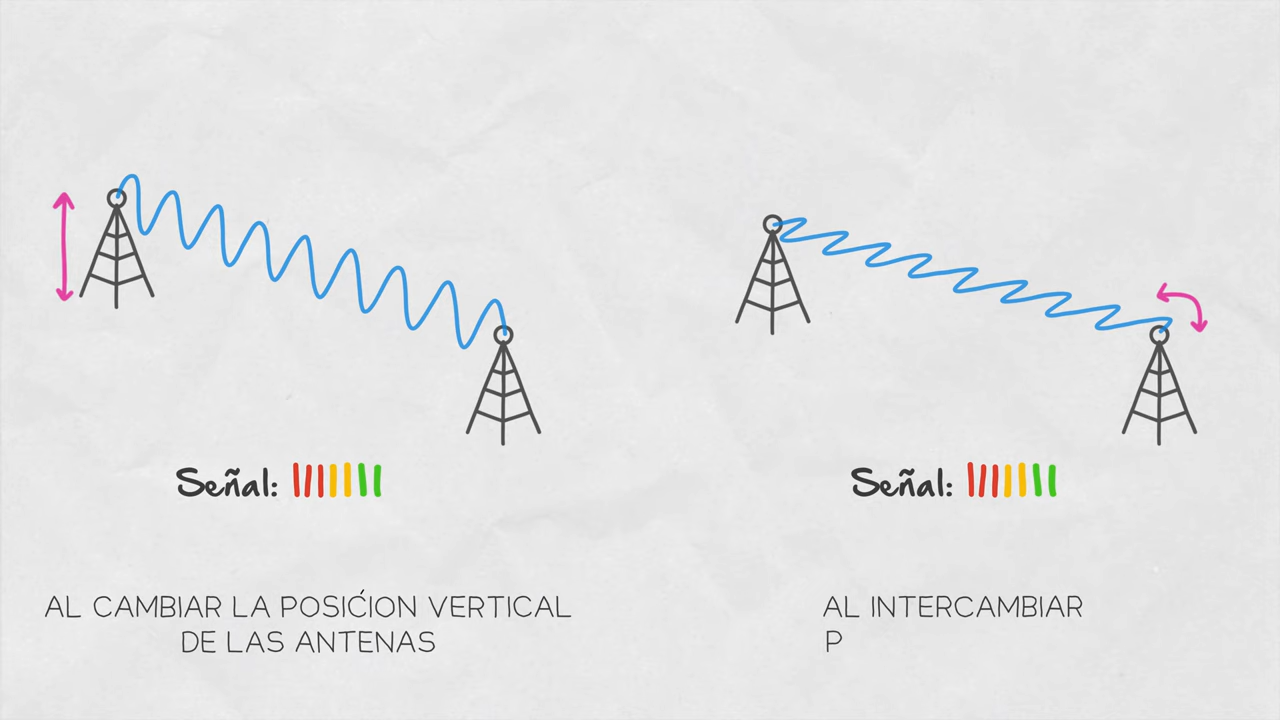 Señal:
AL CAMBIAR LA POSIĆION VERTICAL
DE LAS ANTENAS
Señal:
AL INTERCAMBIAR
P